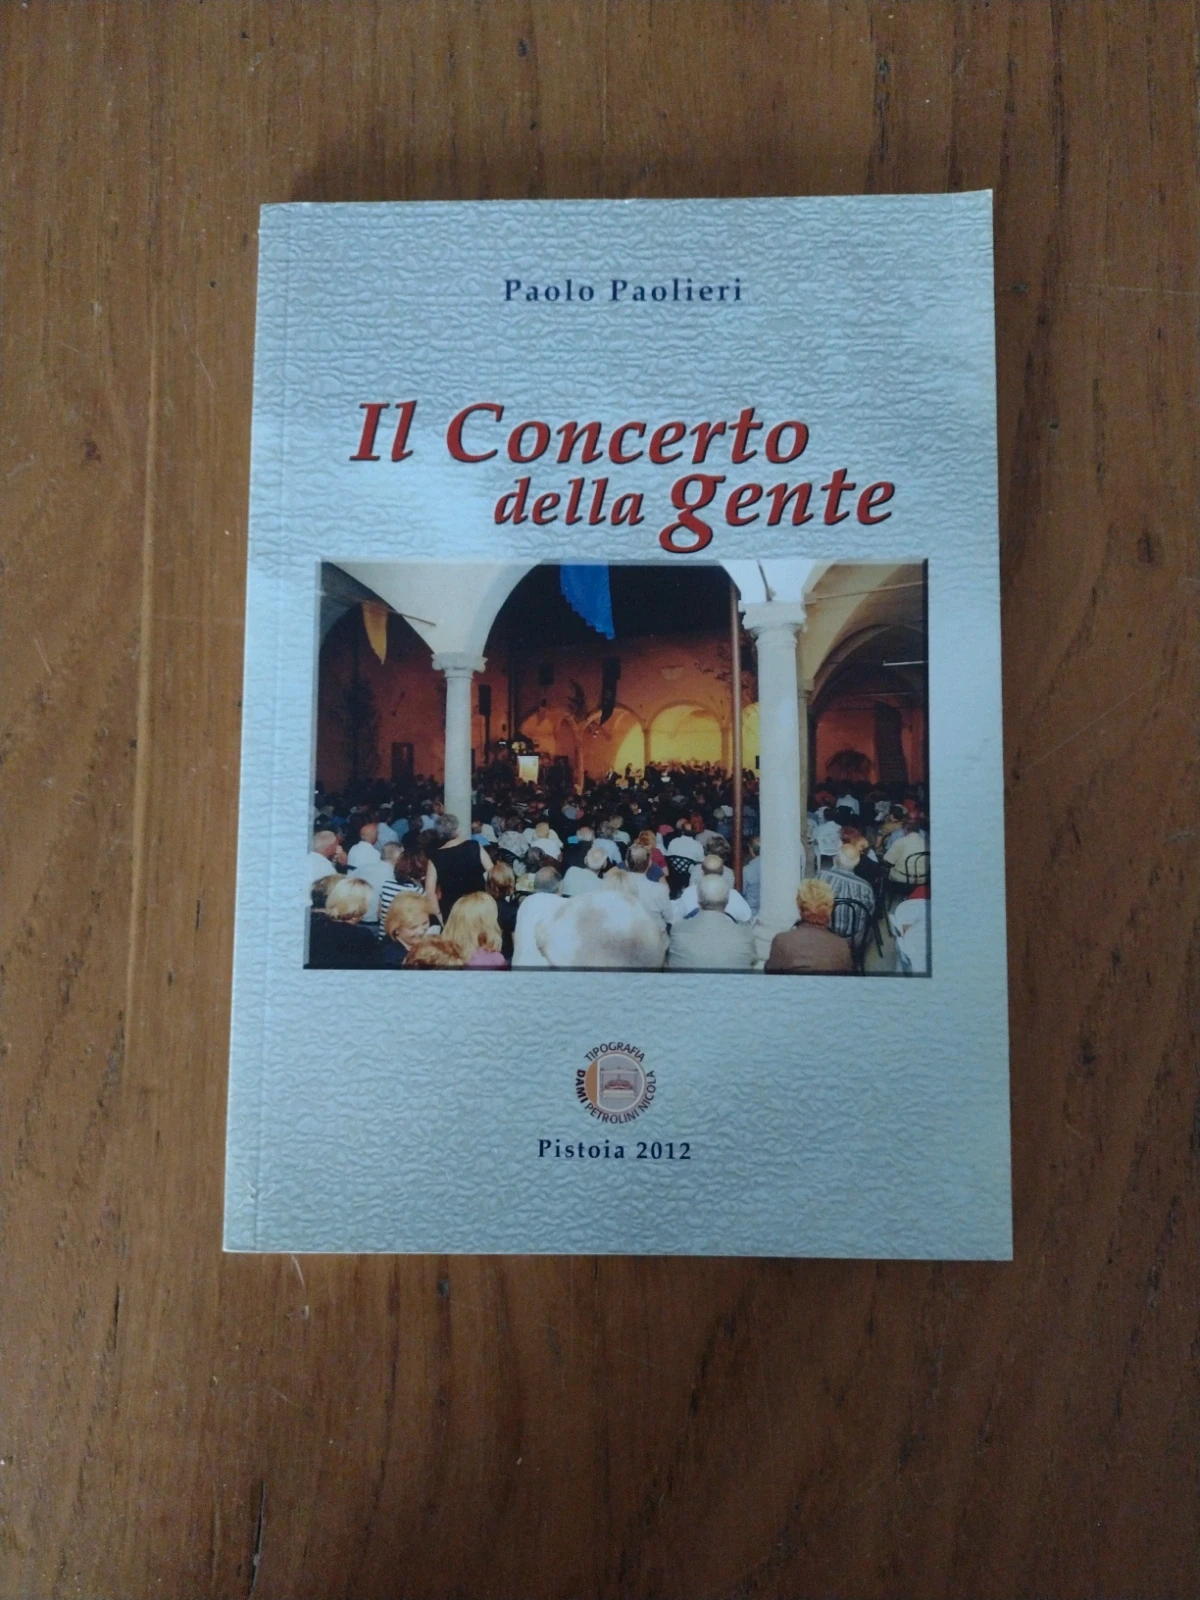 Paolo Paolieri
Il Concerto
della gente
TIPOGRAFIA
DAMI PETROLINI NICOLA
Pistoia 2012